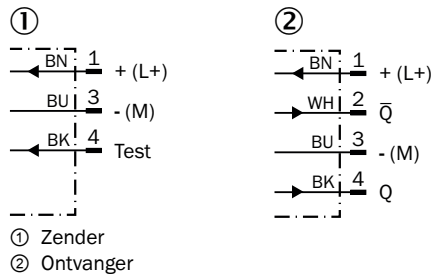 ① ②
BN 1 + (L+)
BU 3 - (M)
BK 4 Test
BN 1 + (L+)
WH 2 Q̅
BU 3 - (M)
BK 4 Q
① Zender
② Ontvanger